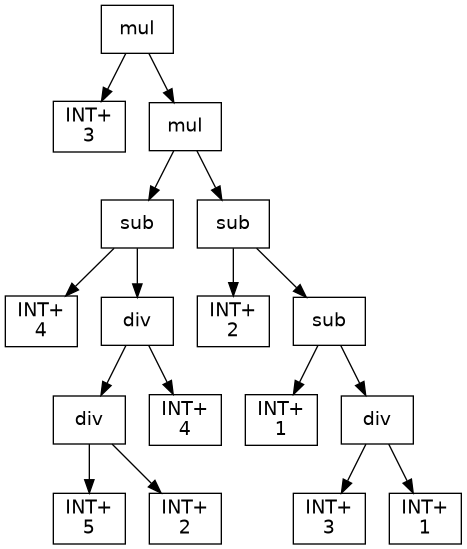 mul
INT+
3
mul
sub
sub
INT+
4
div
INT+
2
sub
div
INT+
4
INT+
1
div
INT+
5
INT+
2
INT+
3
INT+
1